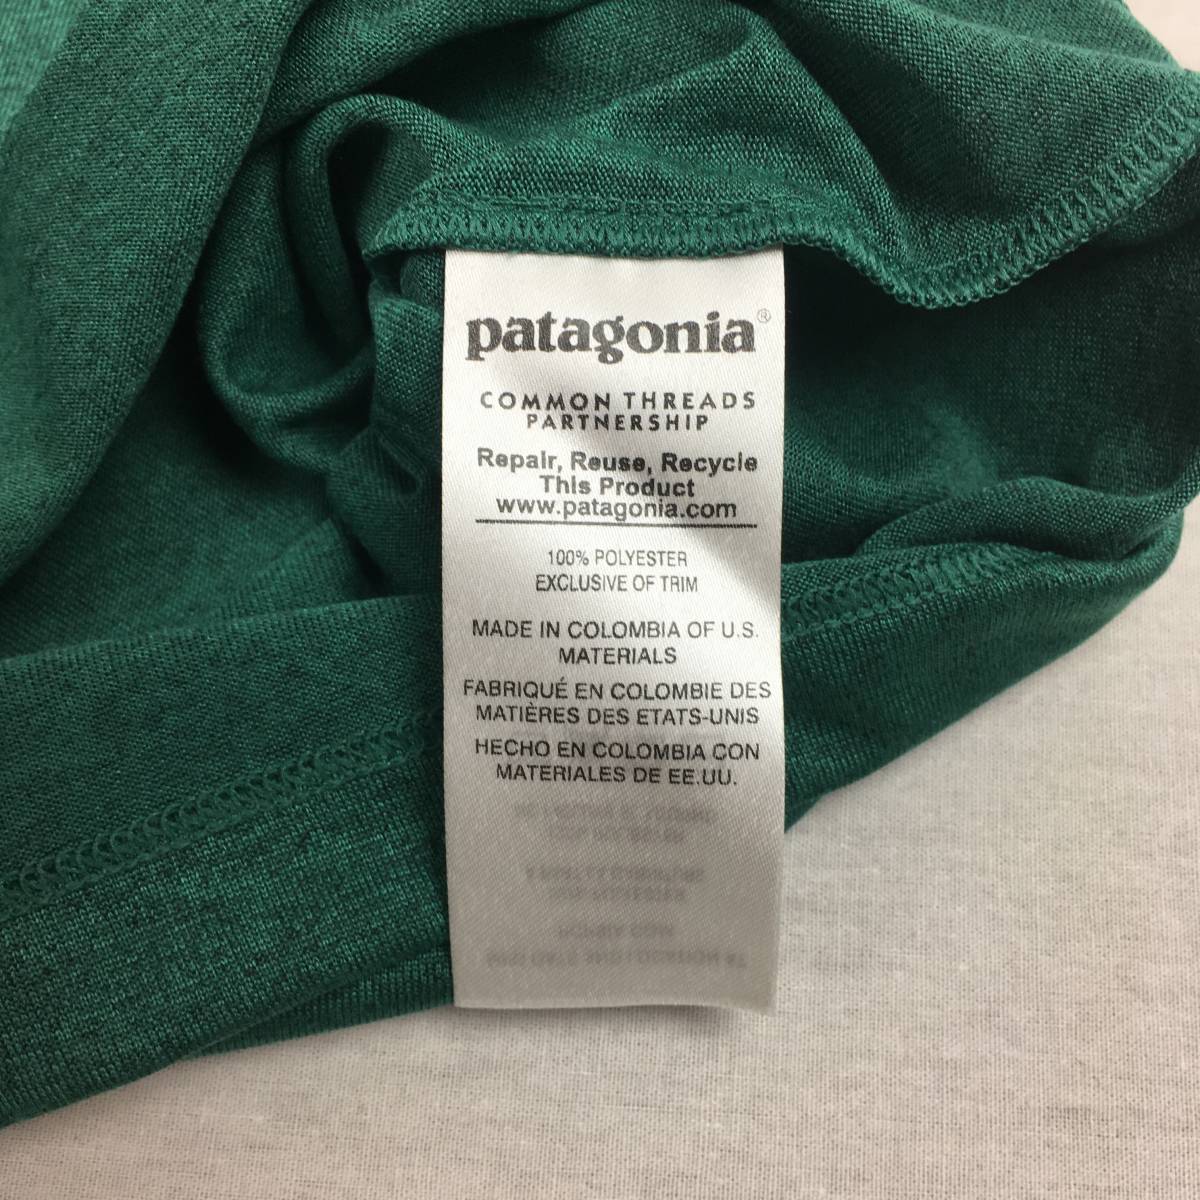 patagonia®
COMMON THREADS
PARTNERSHIP
Repair, Reuse, Recycle
This Product
www.patagonia.com
100% POLYESTER
EXCLUSIVE OF TRIM
MADE IN COLOMBIA OF U.S.
MATERIALS
FABRIQUÉ EN COLOMBIE DES
MATIÈRES DES ETATS-UNIS
HECHO EN COLOMBIA CON
MATERIALES DE EE.UU.